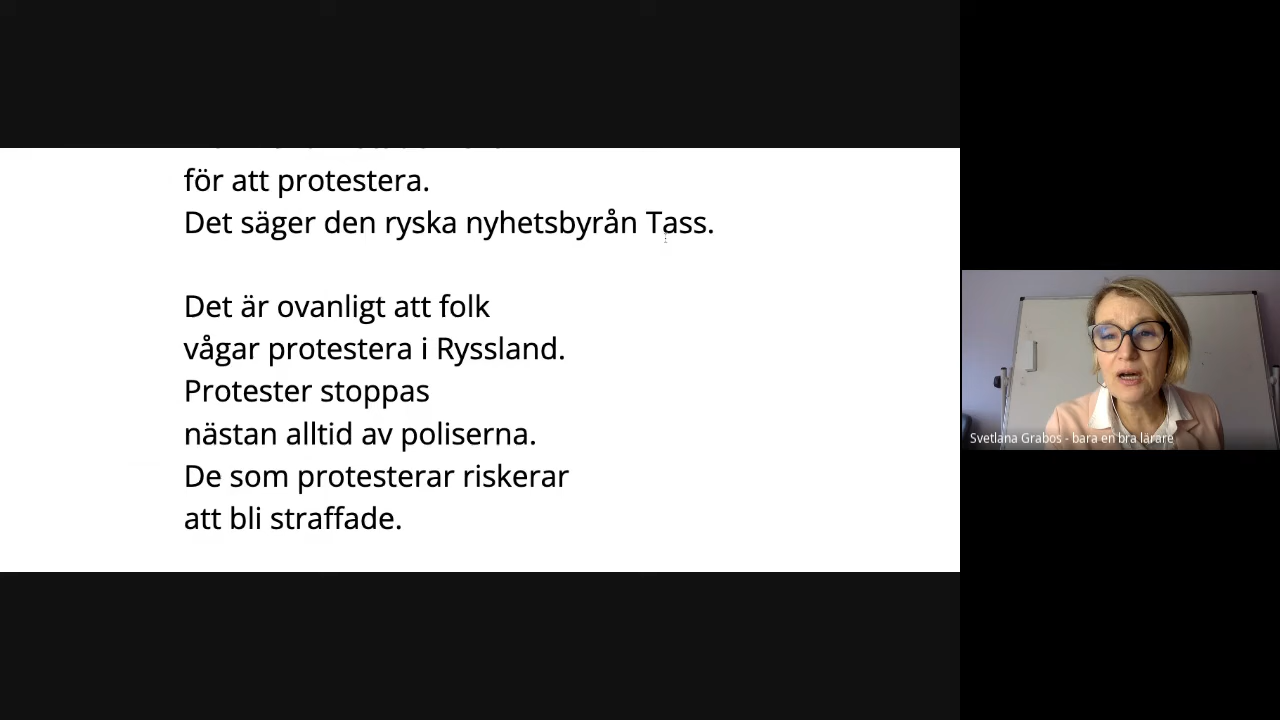 för att protestera.
Det säger den ryska nyhetsbyrån Tass.
Det är ovanligt att folk
vågar protestera i Ryssland.
Protester stoppas
nästan alltid av poliserna.
De som protesterar riskerar
att bli straffade.
Svetlana Grabos - bara en bra lärare